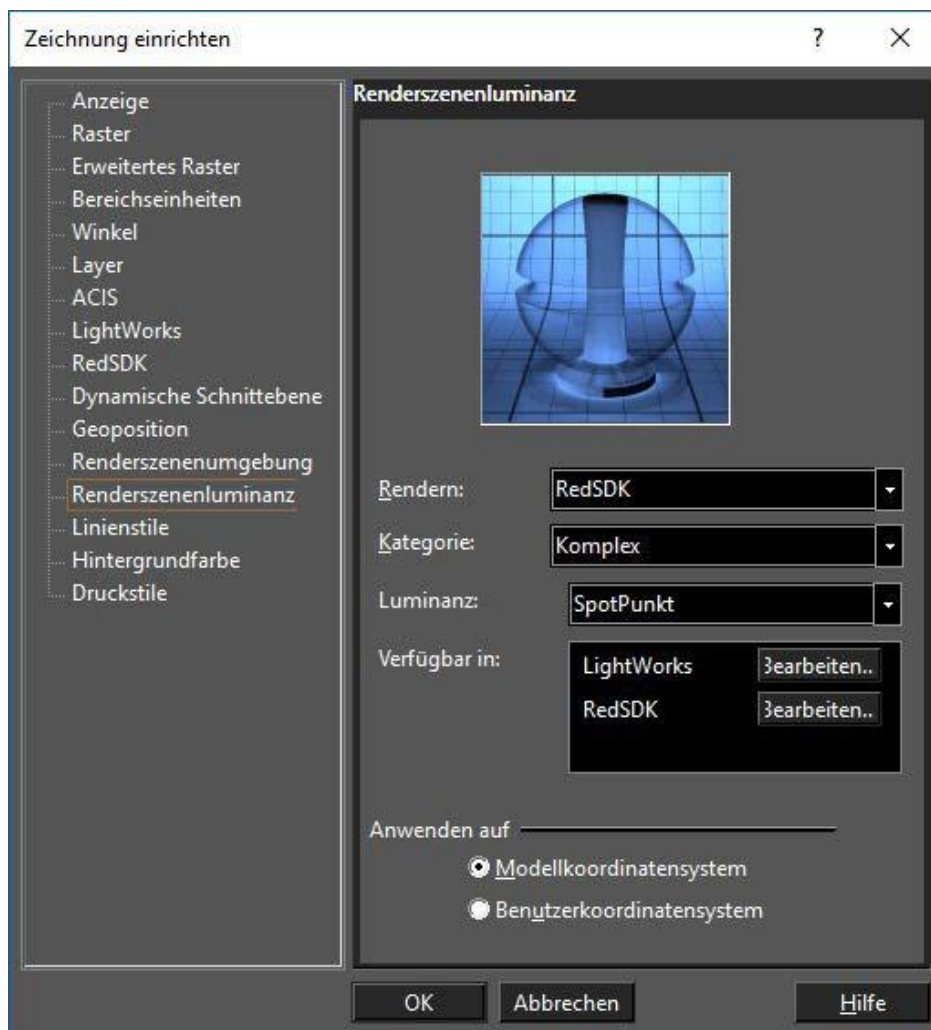 Zeichnung einrichten
?
Anzeige
Raster
Erweitertes Raster
Bereichseinheiten
Winkel
Layer
ACIS
LightWorks
RedSDK
Dynamische Schnittebene
Geoposition
Renderszenenumgebung
Renderszenenluminanz
Linienstile
Hintergrundfarbe
Druckstile
Renderszenenluminanz
Rendern: RedSDK
Kategorie: Komplex
Luminanz: SpotPunkt
Verfügbar in:
LightWorks 3earbeiten..
RedSDK 3earbeiten..
Anwenden auf
Modellkoordinatensystem
Benutzerkoordinatensystem
OK Abbrechen Hilfe